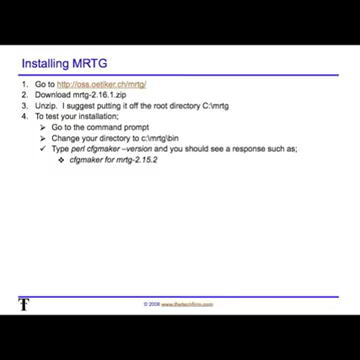 Installing MRTG
1. Go to http://oss.oetiker.ch/mrtg/
2. Download mrtg-2.16.1.zip
3. Unzip. I suggest putting it off the root directory C:\mrtg
4. To test your installation;
➤ Go to the command prompt
➤ Change your directory to c:\mrtg\bin
✓ Type perl cfgmaker –version and you should see a response such as;
❖ cfgmaker for mrtg-2.15.2
T
© 2008 www.thetechfirm.com